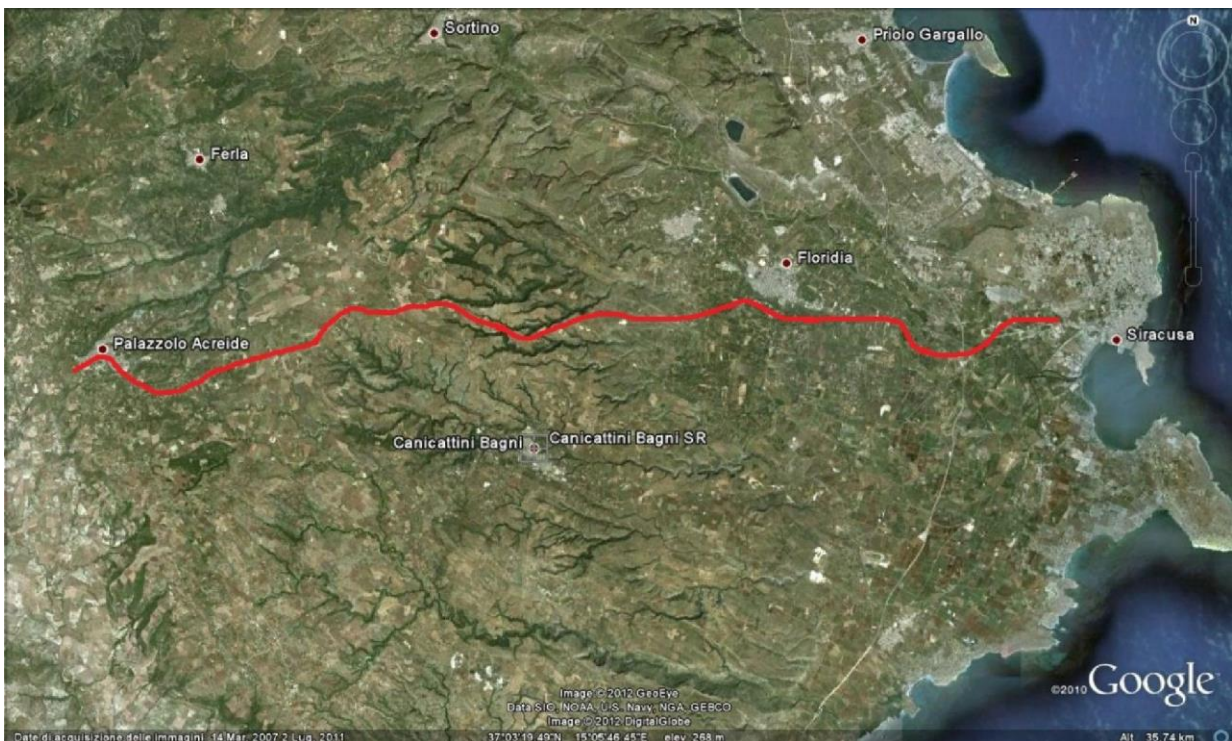 N
Sortino
Priolo Gargallo
Ferla
Floridia
Palazzolo Acreide
Siracusa
Canicattini Bagni
Canicattini Bagni SR
Image © 2012 GeoEye
Data SIO, NOAA, U.S. Navy, NGA, GEBCO
Image © 2012 DigitalGlobe
©2010 Google
Date di acquisizione delle immagini: 14 Mar, 2007 2 Lug, 2011
37°03'19.49"N 15°05'46.45"E elev 268 m
Alt 35.74 km